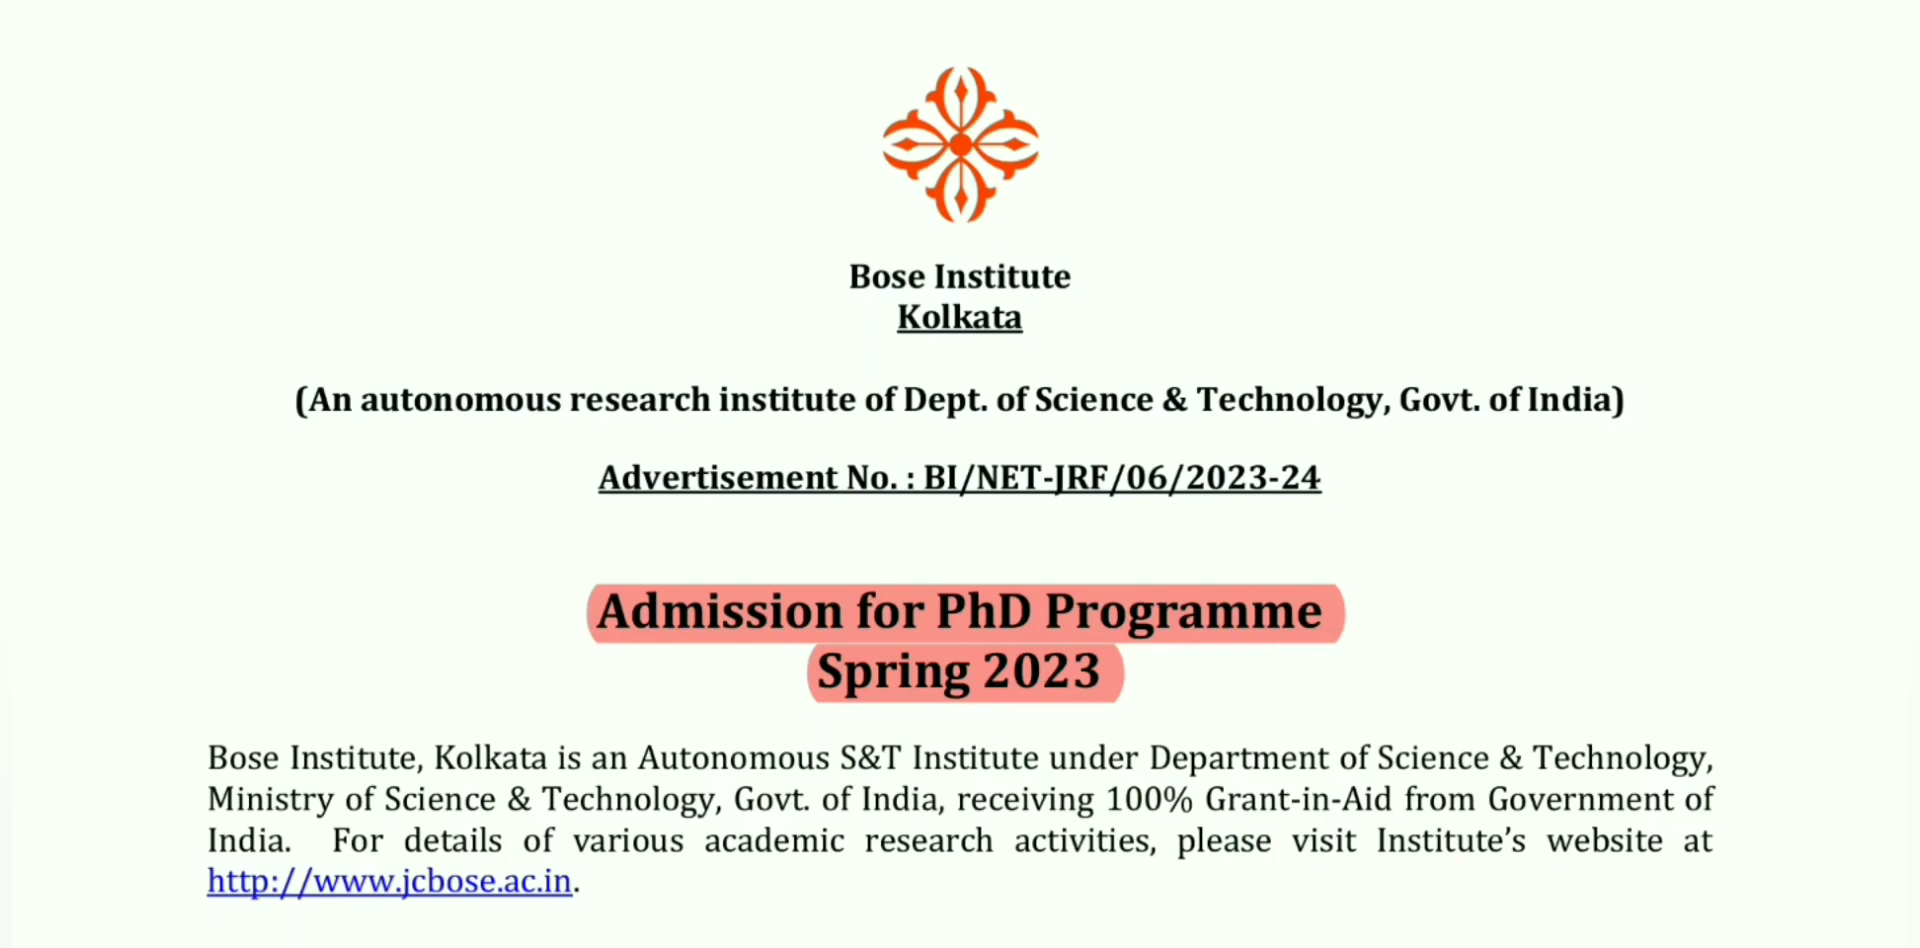 Bose Institute
Kolkata
(An autonomous research institute of Dept. of Science & Technology, Govt. of India)
Advertisement No. : BI/NET-JRF/06/2023-24
Admission for PhD Programme
Spring 2023
Bose Institute, Kolkata is an Autonomous S&T Institute under Department of Science & Technology,
Ministry of Science & Technology, Govt. of India, receiving 100% Grant-in-Aid from Government of
India. For details of various academic research activities, please visit Institute's website at
http://www.jcbose.ac.in.